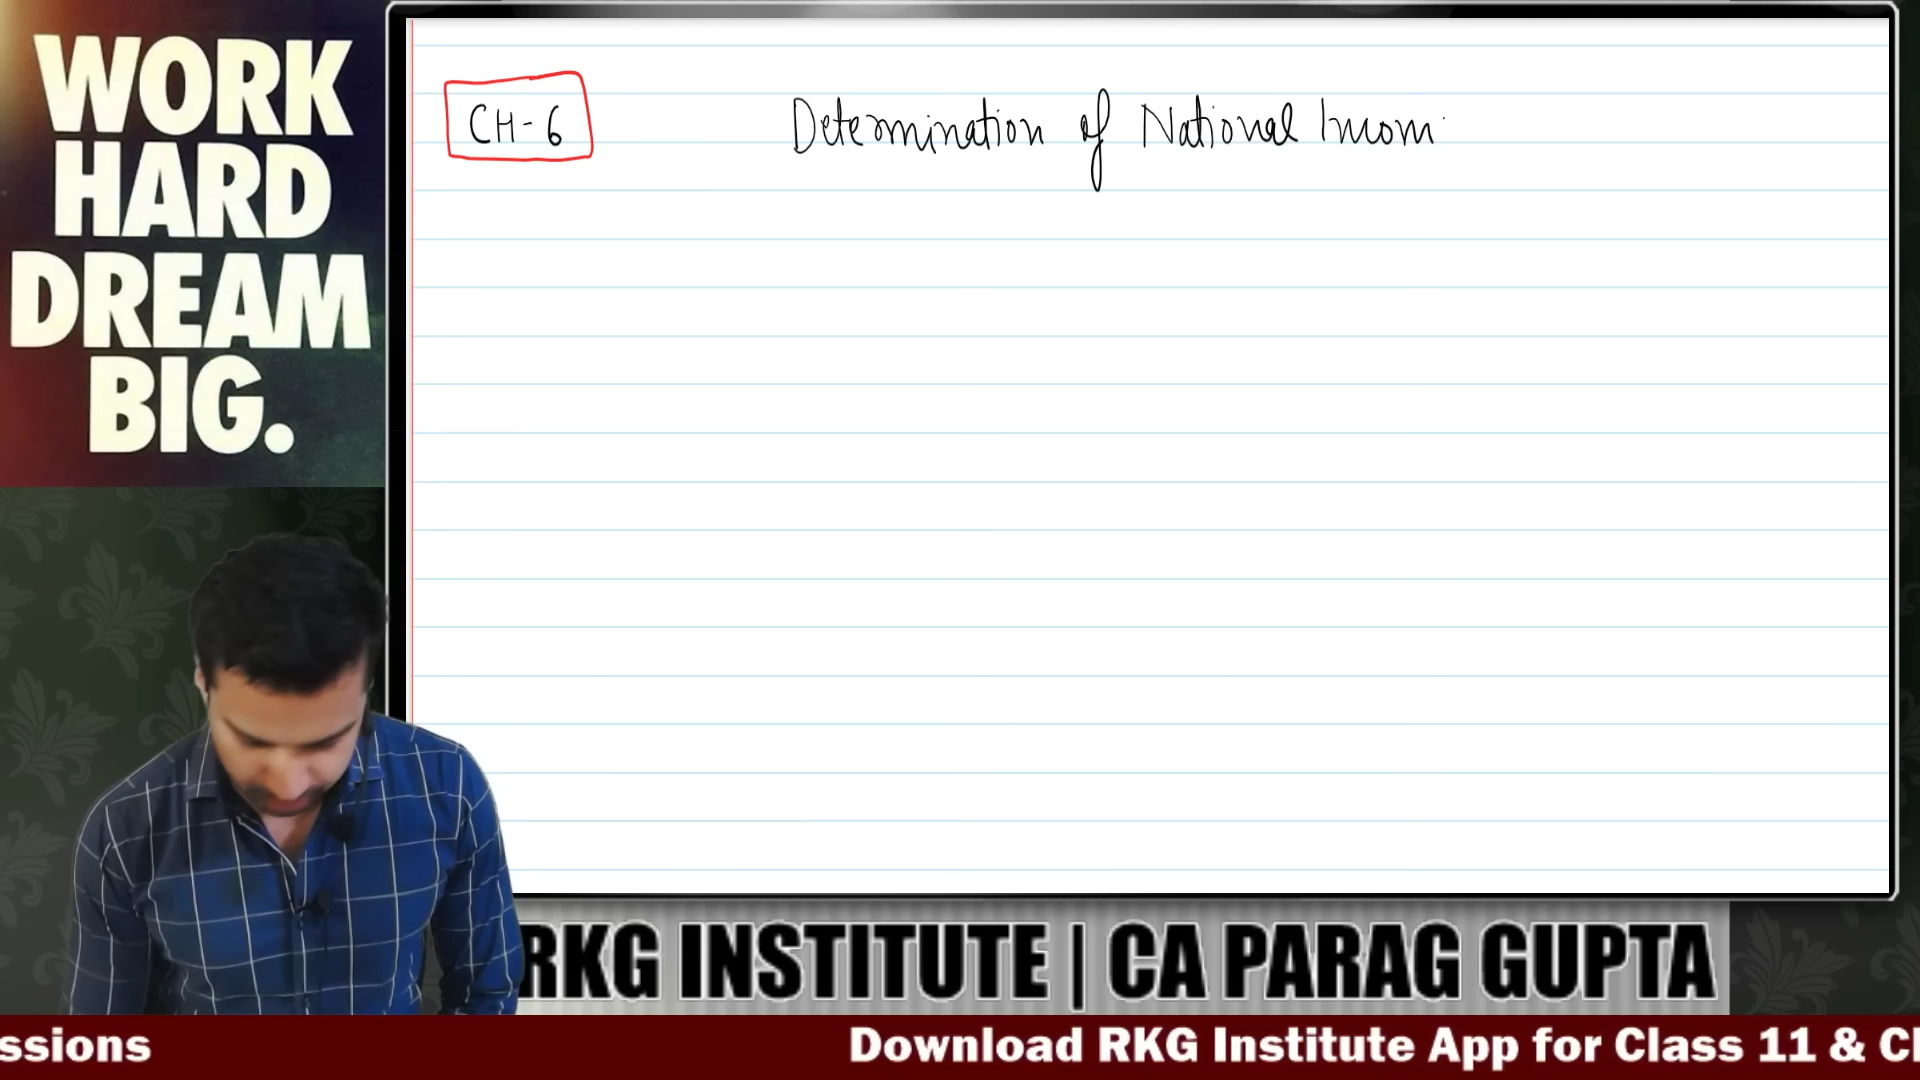 WORK
HARD
DREAM
BIG.
CH-6
Determination of National Incom
RKG INSTITUTE | CA PARAG GUPTA
ssions Download RKG Institute App for Class 11 & Cl